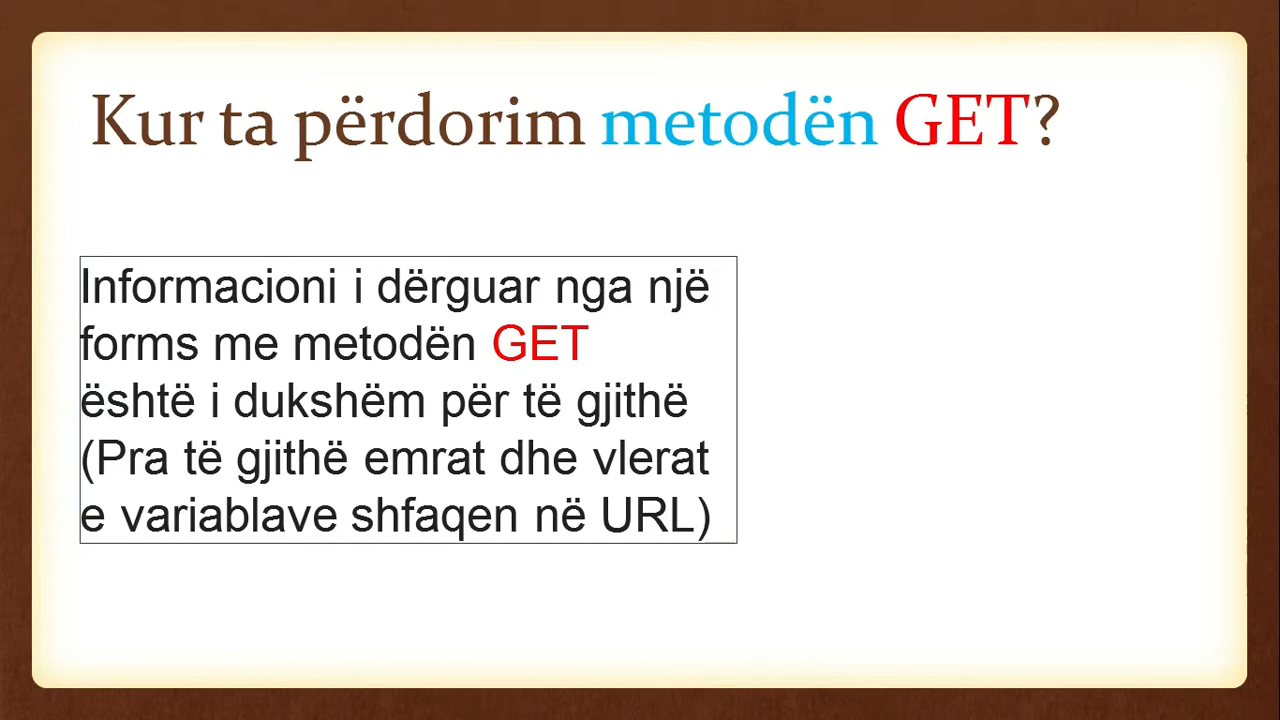 Kur ta përdorim metodën GET?
Informacioni i dërguar nga një
forms me metodën GET
është i dukshëm për të gjithë
(Pra të gjithë emrat dhe vlerat
e variablave shfaqen në URL)